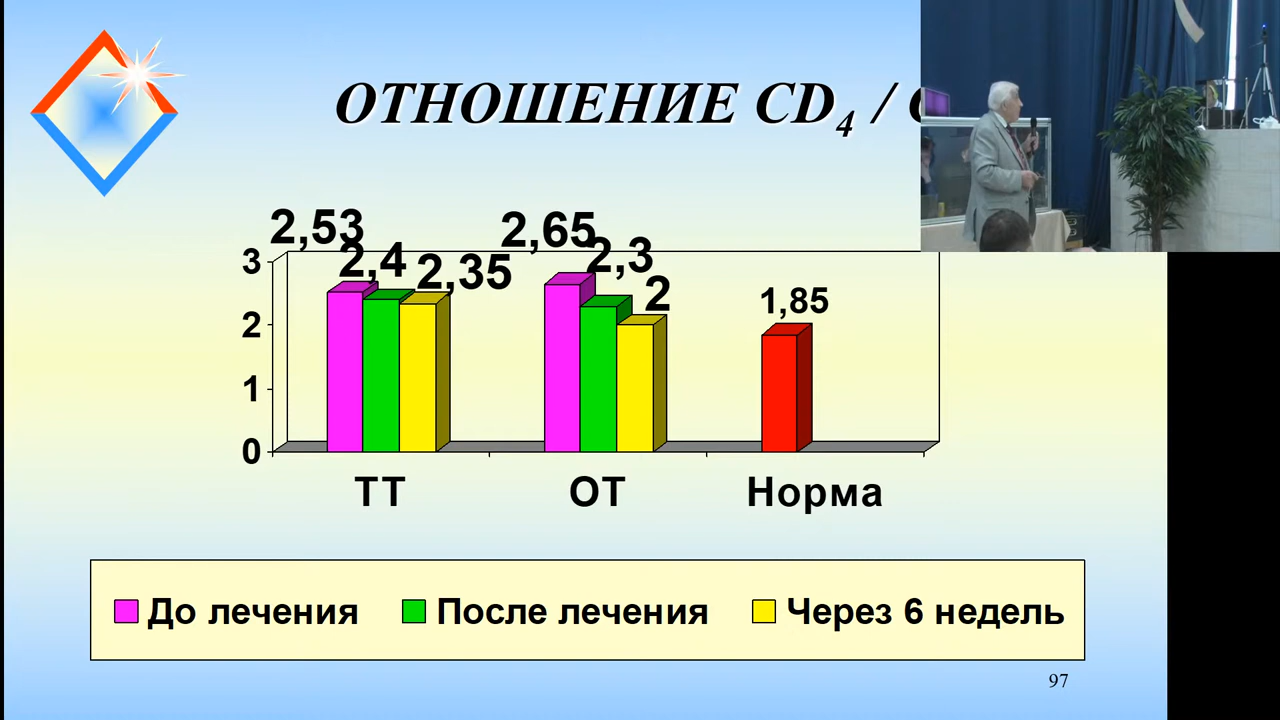 ОТНОШЕНИЕ CD4 /
2,53
2,4
2,35
2,65
2,3
2
1,85
3
2
1
0
ТТ
ОТ
Норма
До лечения
После лечения
Через 6 недель
97